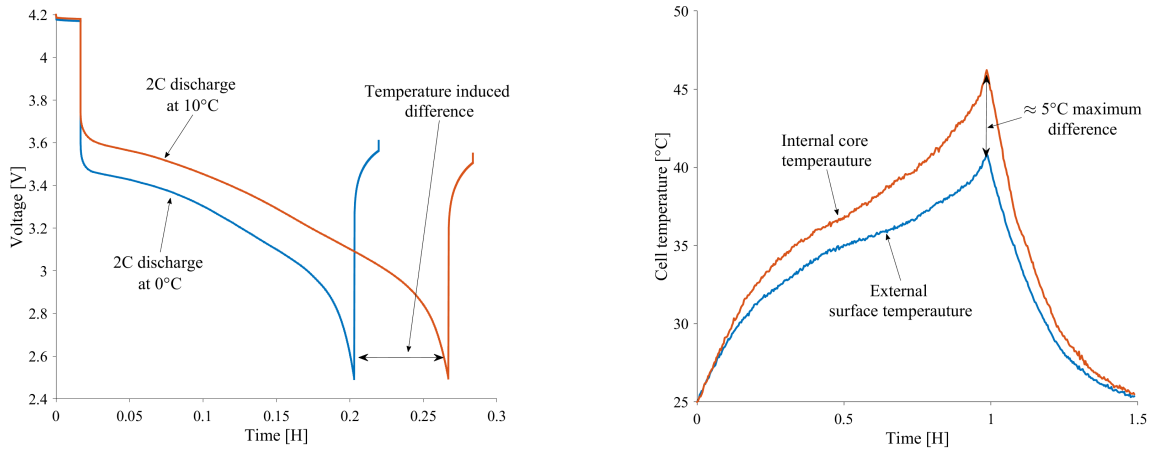 4.2
4
3.8
3.6
3.4
3.2
3
2.8
2.6
2.4
0
0.05
0.1
0.15
0.2
0.25
0.3
Voltage [V]
Time [H]
2C discharge
at 10°C
2C discharge
at 0°C
Temperature induced
difference
50
45
40
35
30
25
0
0.5
1
1.5
Cell temperature [°C]
Time [H]
Internal core
temperauture
≈ 5°C maximum
difference
External
surface temperauture